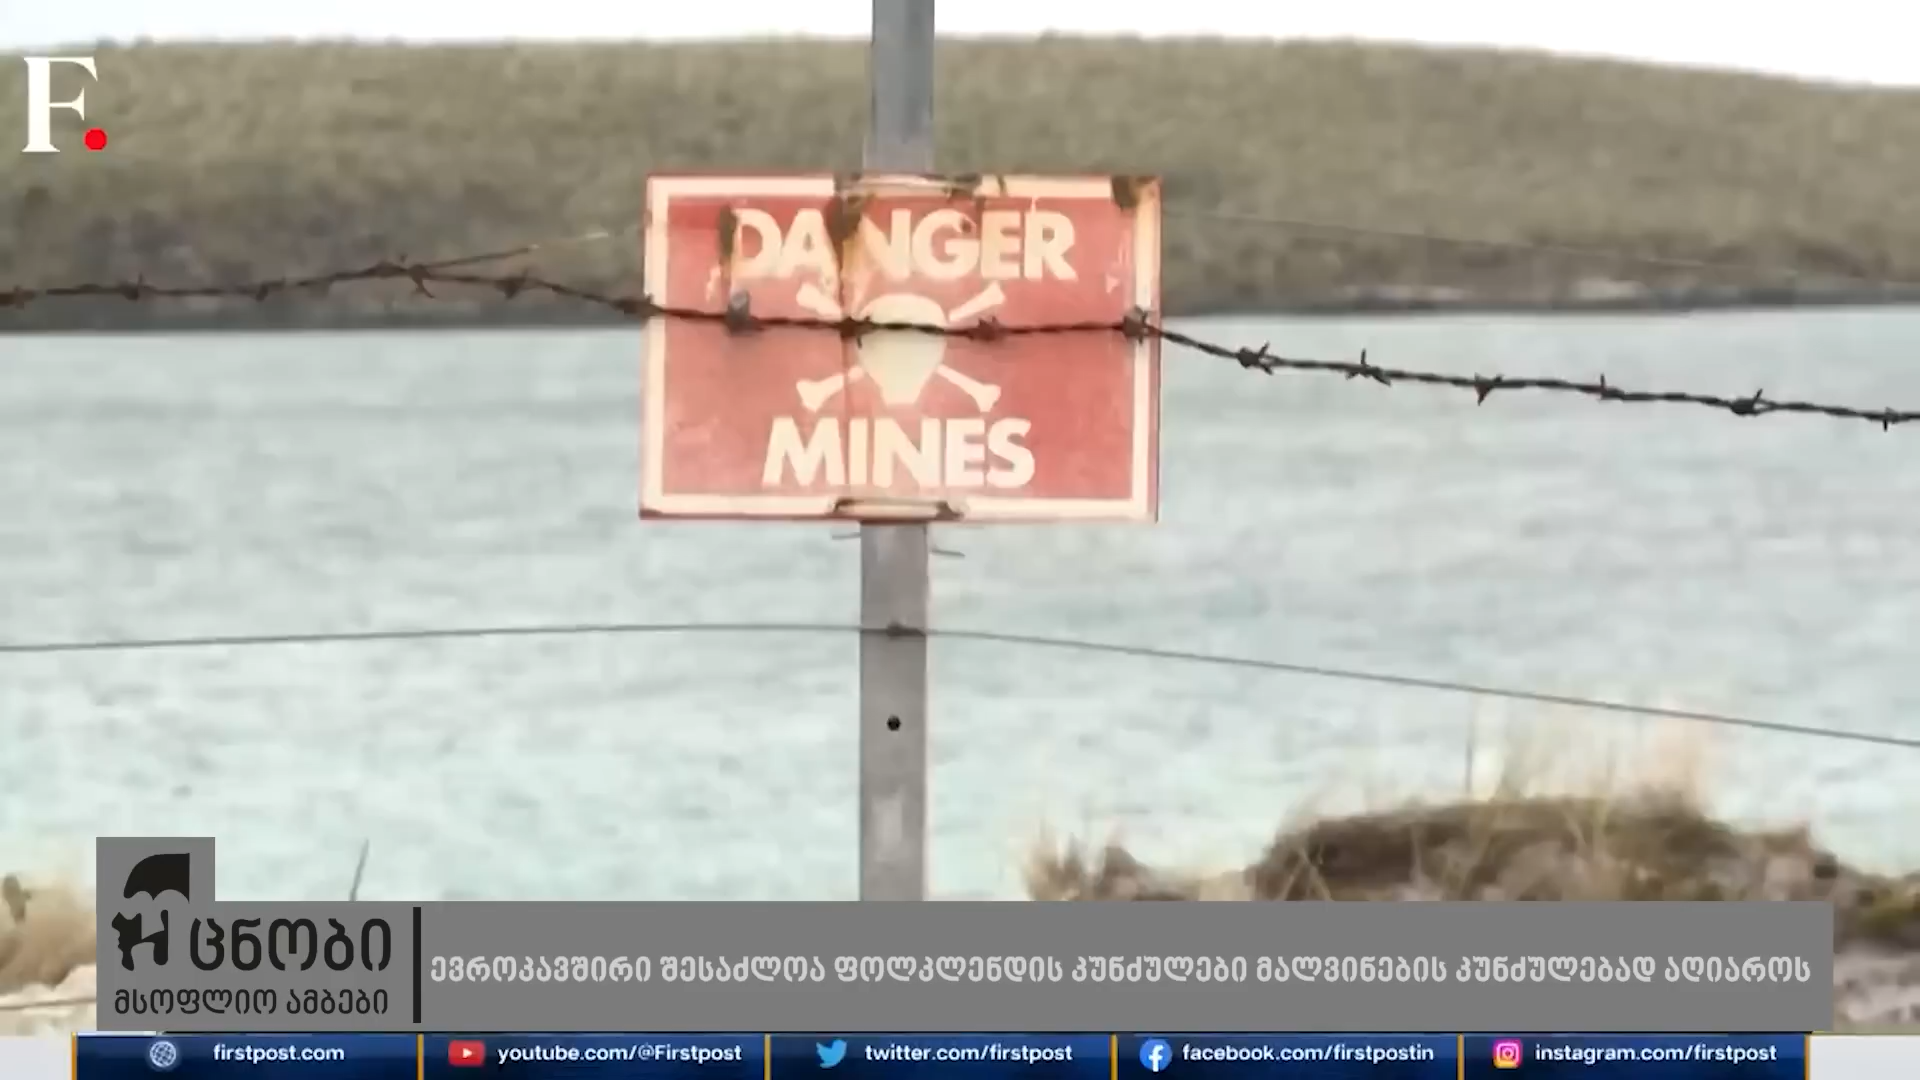 F.
DANGER
MINES
ცნობი
მსოფლიო ამბები
ევროკავშირი შესაძლოა ფოლკლენდის კუნძულები მალვინების კუნძულებად აღიაროს
firstpost.com
youtube.com/@Firstpost
twitter.com/firstpost
facebook.com/firstpostin
instagram.com/firstpost